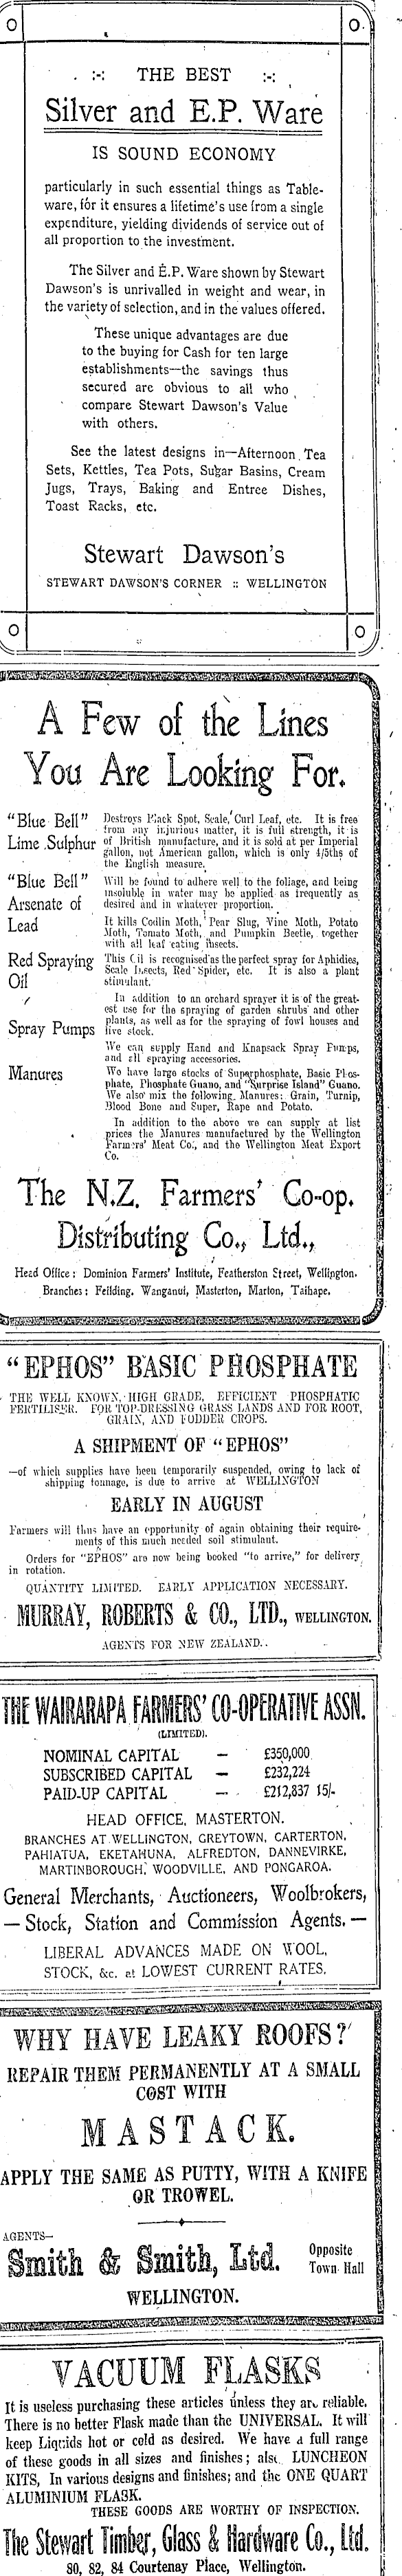 :-: THE BEST :-:
Silver and E.P. Ware
IS SOUND ECONOMY
particularly in such essential things as Table-
ware, for it ensures a lifetime's use from a single
expenditure, yielding dividends of service out of
all proportion to the investment.
The Silver and E.P. Ware shown by Stewart
Dawson's is unrivalled in weight and wear, in
the variety of selection, and in the values offered.
These unique advantages are due
to the buying for Cash for ten large
establishments—the savings thus
secured are obvious to all who
compare Stewart Dawson's Value
with others.
See the latest designs in—Afternoon Tea
Sets, Kettles, Tea Pots, Sugar Basins, Cream
Jugs, Trays, Baking and Entree Dishes,
Toast Racks, etc.
Stewart Dawson's
STEWART DAWSON'S CORNER :: WELLINGTON
A Few of the Lines
You Are Looking For.
"Blue Bell"
Lime Sulphur
Destroys Black Spot, Scale, Curl Leaf, etc. It is free
from any injurious matter, it is full strength, it is
of British manufacture, and it is sold at per Imperial
gallon, not American gallon, which is only 4/5ths of
the English measure.
"Blue Bell"
Arsenate of
Lead
Will be found to adhere well to the foliage, and being
insoluble in water may be applied as frequently as
desired and in whatever proportion.
It kills Codlin Moth, Pear Slug, Vine Moth, Potato
Moth, Tomato Moth, and Pumpkin Beetle, together
with all leaf eating insects.
Red Spraying
Oil
This Oil is recognised as the perfect spray for Aphidies,
Scale Insects, Red Spider, etc. It is also a plant
stimulant.
In addition to an orchard sprayer it is of the great-
est use for the spraying of garden shrubs and other
plants, as well as for the spraying of fowl houses and
live stock.
Spray Pumps
We can supply Hand and Knapsack Spray Pumps,
and all spraying accessories.
Manures
We have large stocks of Superphosphate, Basic Phos-
phate, Phosphate Guano, and "Surprise Island" Guano.
We also mix the following Manures: Grain, Turnip,
Blood Bone and Super, Rape and Potato.
In addition to the above we can supply at list
prices the Manures manufactured by the Wellington
Farmers' Meat Co., and the Wellington Meat Export
Co.
The N.Z. Farmers' Co-op.
Distributing Co., Ltd.,
Head Office: Dominion Farmers' Institute, Featherston Street, Wellington.
Branches: Feilding, Wanganui, Masterton, Marton, Taihape.
"EPHOS" BASIC PHOSPHATE
THE WELL KNOWN, HIGH GRADE, EFFICIENT PHOSPHATIC
FERTILISER. FOR TOP-DRESSING GRASS LANDS AND FOR ROOT,
GRAIN, AND FODDER CROPS.
A SHIPMENT OF "EPHOS"
—of which supplies have been temporarily suspended, owing to lack of
shipping tonnage, is due to arrive at WELLINGTON
EARLY IN AUGUST
Farmers will thus have an opportunity of again obtaining their require-
ments of this much needed soil stimulant.
Orders for "EPHOS" are now being booked "to arrive," for delivery
in rotation.
QUANTITY LIMITED. EARLY APPLICATION NECESSARY.
MURRAY, ROBERTS & CO., LTD., WELLINGTON.
AGENTS FOR NEW ZEALAND.
THE WAIRARAPA FARMERS' CO-OPERATIVE ASSN.
(LIMITED).
NOMINAL CAPITAL — £350,000
SUBSCRIBED CAPITAL — £232,224
PAID-UP CAPITAL — £212,837 15/-
HEAD OFFICE, MASTERTON.
BRANCHES AT WELLINGTON, GREYTOWN, CARTERTON,
PAHIATUA, EKETAHUNA, ALFREDTON, DANNEVIRKE,
MARTINBOROUGH, WOODVILLE, AND PONGAROA.
General Merchants, Auctioneers, Woolbrokers,
— Stock, Station and Commission Agents. —
LIBERAL ADVANCES MADE ON WOOL,
STOCK, &c. at LOWEST CURRENT RATES.
WHY HAVE LEAKY ROOFS?
REPAIR THEM PERMANENTLY AT A SMALL
COST WITH
MASTACK.
APPLY THE SAME AS PUTTY, WITH A KNIFE
OR TROWEL.
AGENTS—
Smith & Smith, Ltd. Opposite
Town Hall
WELLINGTON.
VACUUM FLASKS
It is useless purchasing these articles unless they are reliable.
There is no better Flask made than the UNIVERSAL. It will
keep Liquids hot or cold as desired. We have a full range
of these goods in all sizes and finishes; also LUNCHEON
KITS, In various designs and finishes; and the ONE QUART
ALUMINIUM FLASK.
THESE GOODS ARE WORTHY OF INSPECTION.
The Stewart Timber, Glass & Hardware Co., Ltd.
80, 82, 84 Courtenay Place, Wellington.